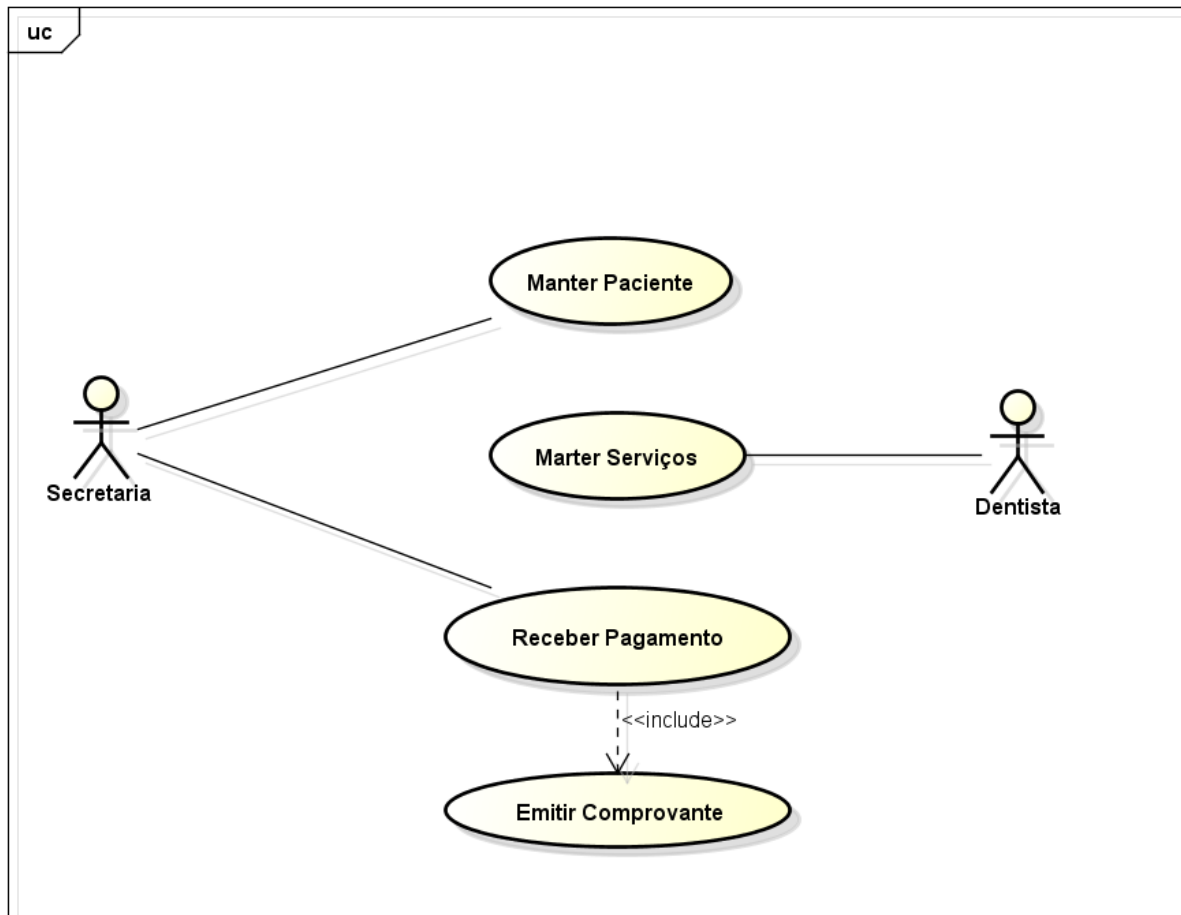 uc
Manter Paciente
Marter Serviços
Secretaria
Dentista
Receber Pagamento
<<include>>
Emitir Comprovante